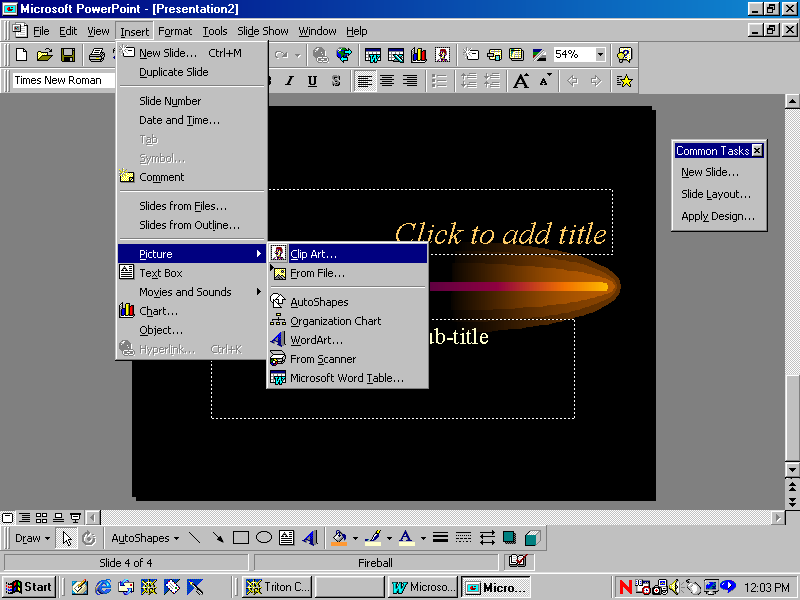 Microsoft PowerPoint - [Presentation2]
File Edit View Insert Format Tools Slide Show Window Help
54%
Times New Roman
I U S A A
New Slide... Ctrl+M
Duplicate Slide
Slide Number
Date and Time...
Tab
Symbol...
Comment
Slides from Files...
Slides from Outline...
Picture
Text Box
Movies and Sounds
Chart...
Object...
Hyperlink... Ctrl+K
Clip Art...
From File...
AutoShapes
Organization Chart
WordArt...
From Scanner
Microsoft Word Table...
Click to add title
ub-title
Common Tasks
New Slide...
Slide Layout...
Apply Design...
Draw AutoShapes A A
Slide 4 of 4 Fireball
Start Triton C... Microso... Micro... N 12:03 PM